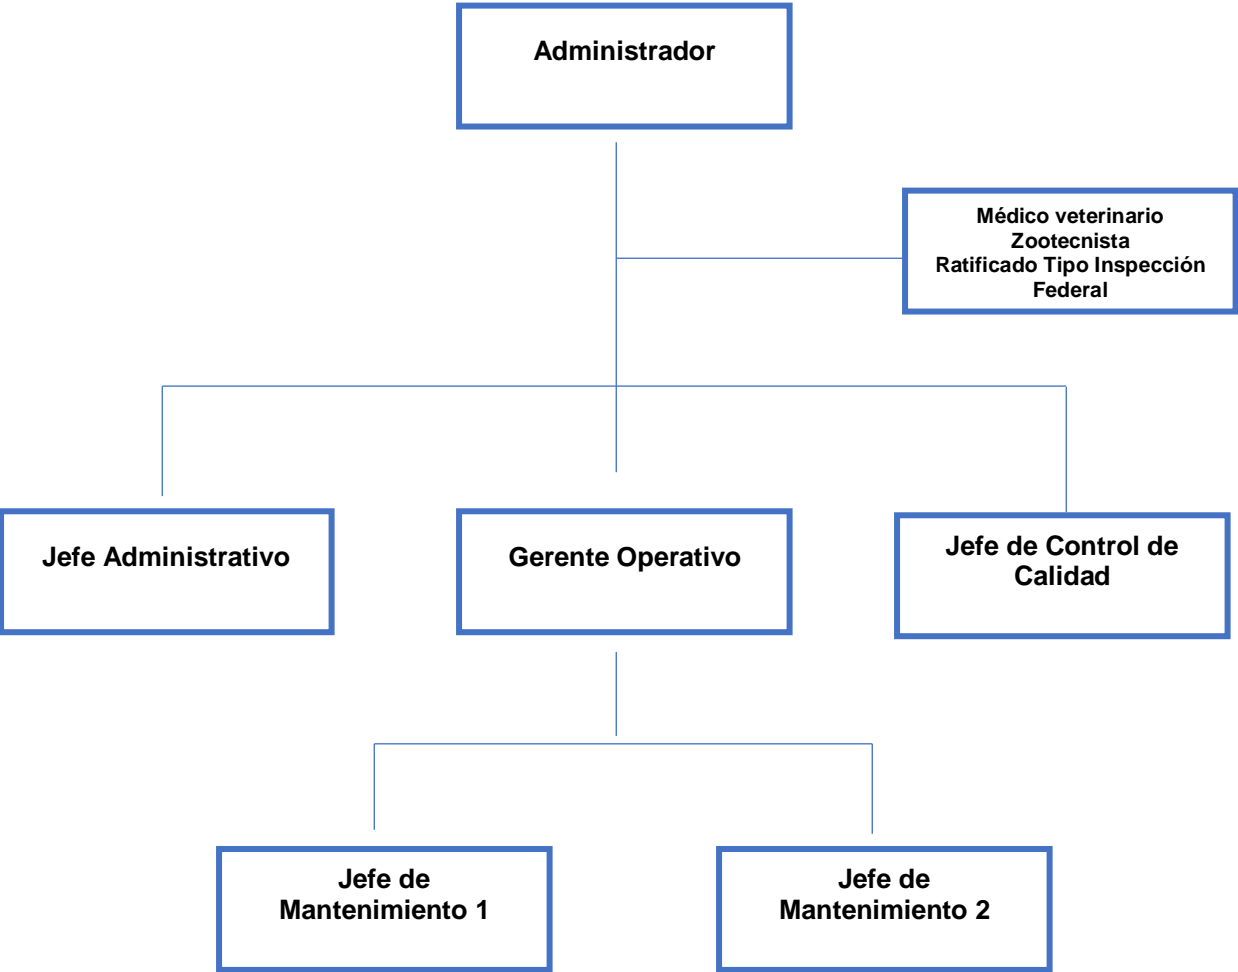 Administrador
Médico veterinario
Zootecnista
Ratificado Tipo Inspección
Federal
Jefe Administrativo
Gerente Operativo
Jefe de Control de
Calidad
Jefe de
Mantenimiento 1
Jefe de
Mantenimiento 2